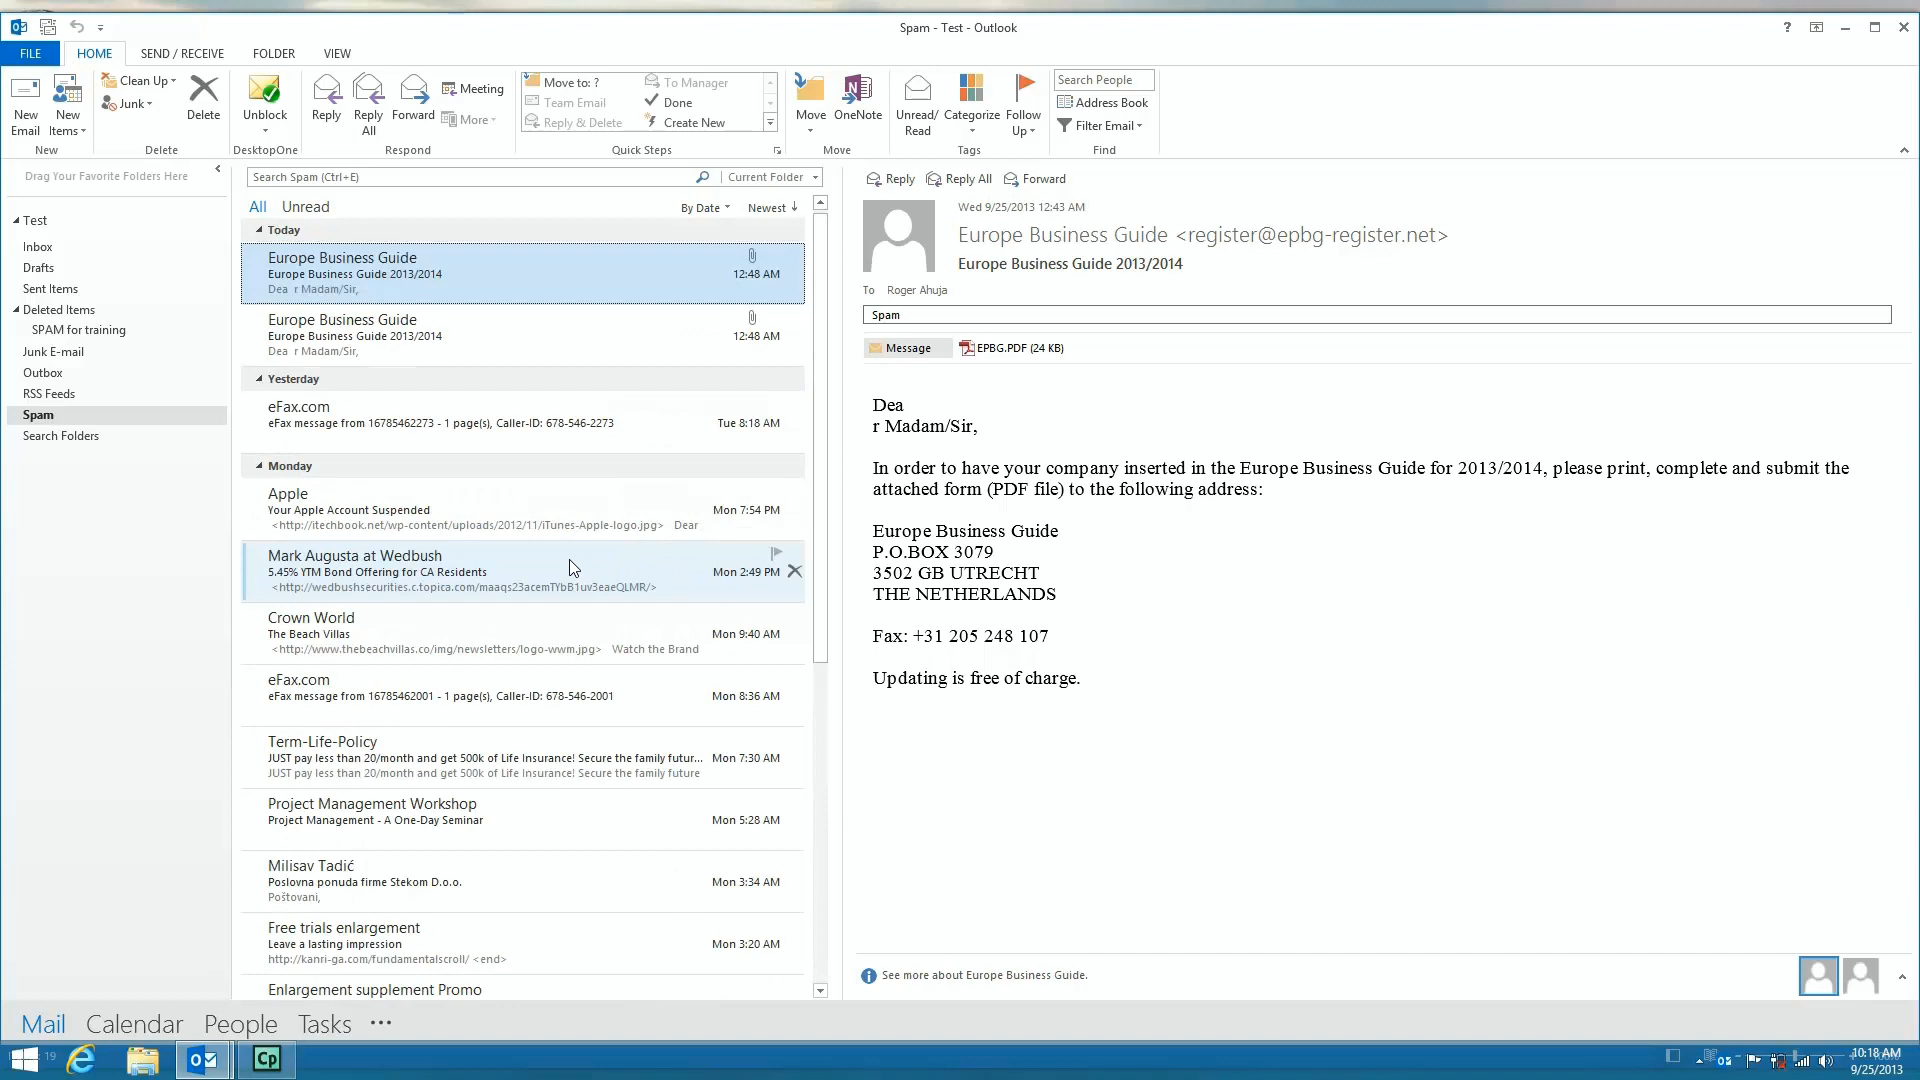 Spam - Test - Outlook
FILE
HOME
SEND / RECEIVE
FOLDER
VIEW
New Email
New Items
New
Clean Up
Junk
Delete
Delete
Unblock
DesktopOne
Reply
Reply All
Forward
Meeting
More
Respond
Move to: ?
Team Email
Reply & Delete
To Manager
Done
Create New
Quick Steps
Move
OneNote
Move
Unread/ Read
Categorize
Follow Up
Tags
Search People
Address Book
Filter Email
Find
Drag Your Favorite Folders Here
Test
Inbox
Drafts
Sent Items
Deleted Items
SPAM for training
Junk E-mail
Outbox
RSS Feeds
Spam
Search Folders
Search Spam (Ctrl+E)
Current Folder
All Unread
By Date Newest
Today
Europe Business Guide
Europe Business Guide 2013/2014 12:48 AM
Dea r Madam/Sir,
Europe Business Guide
Europe Business Guide 2013/2014 12:48 AM
Dea r Madam/Sir,
Yesterday
eFax.com
eFax message from 16785462273 - 1 page(s), Caller-ID: 678-546-2273 Tue 8:18 AM
Monday
Apple
Your Apple Account Suspended Mon 7:54 PM
<http://itechbook.net/wp-content/uploads/2012/11/iTunes-Apple-logo.jpg> Dear
Mark Augusta at Wedbush
5.45% YTM Bond Offering for CA Residents Mon 2:49 PM
<http://wedbushsecurities.c.topica.com/maaqs23acemTYbB1uv3eaeQLMR/>
Crown World
The Beach Villas Mon 9:40 AM
<http://www.thebeachvillas.co/img/newsletters/logo-wwm.jpg> Watch the Brand
eFax.com
eFax message from 16785462001 - 1 page(s), Caller-ID: 678-546-2001 Mon 8:36 AM
Term-Life-Policy
JUST pay less than 20/month and get 500k of Life Insurance! Secure the family futur... Mon 7:30 AM
JUST pay less than 20/month and get 500k of Life Insurance! Secure the family future
Project Management Workshop
Project Management - A One-Day Seminar Mon 5:28 AM
Milisav Tadić
Poslovna ponuda firme Stekom D.o.o. Mon 3:34 AM
Poštovani,
Free trials enlargement
Leave a lasting impression Mon 3:20 AM
http://kanri-ga.com/fundamentalscroll/ <end>
Enlargement supplement Promo
Reply Reply All Forward
Wed 9/25/2013 12:43 AM
Europe Business Guide <register@epbg-register.net>
Europe Business Guide 2013/2014
To Roger Ahuja
Spam
Message EPBG.PDF (24 KB)
Dea
r Madam/Sir,
In order to have your company inserted in the Europe Business Guide for 2013/2014, please print, complete and submit the
attached form (PDF file) to the following address:
Europe Business Guide
P.O.BOX 3079
3502 GB UTRECHT
THE NETHERLANDS
Fax: +31 205 248 107
Updating is free of charge.
See more about Europe Business Guide.
Mail Calendar People Tasks
Cp
10:18 AM
9/25/2013